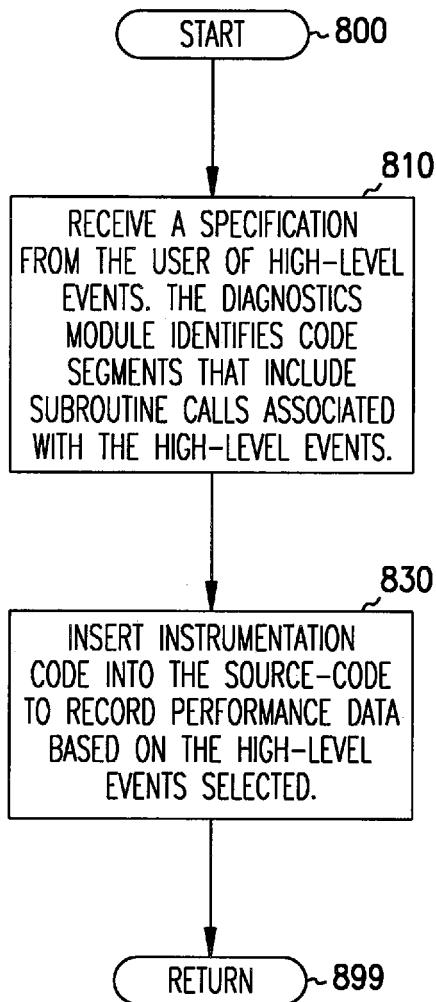 START
800
810
RECEIVE A SPECIFICATION
FROM THE USER OF HIGH-LEVEL
EVENTS. THE DIAGNOSTICS
MODULE IDENTIFIES CODE
SEGMENTS THAT INCLUDE
SUBROUTINE CALLS ASSOCIATED
WITH THE HIGH-LEVEL EVENTS.
830
INSERT INSTRUMENTATION
CODE INTO THE SOURCE-CODE
TO RECORD PERFORMANCE DATA
BASED ON THE HIGH-LEVEL
EVENTS SELECTED.
RETURN
899